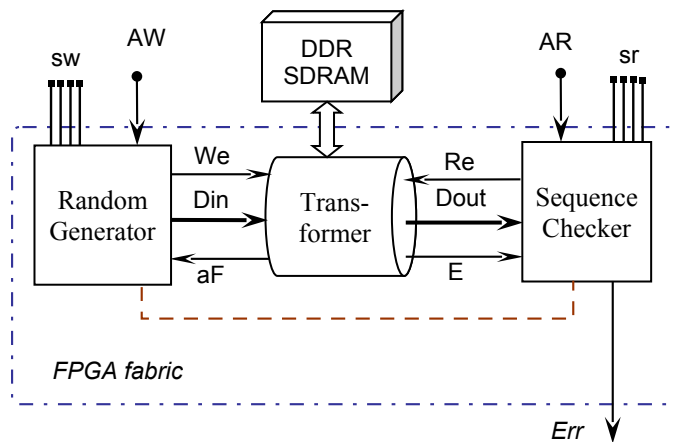 AW
sw
DDR
SDRAM
AR
sr
We
Din
aF
Random
Generator
Trans-
former
Re
Dout
E
Sequence
Checker
FPGA fabric
Err